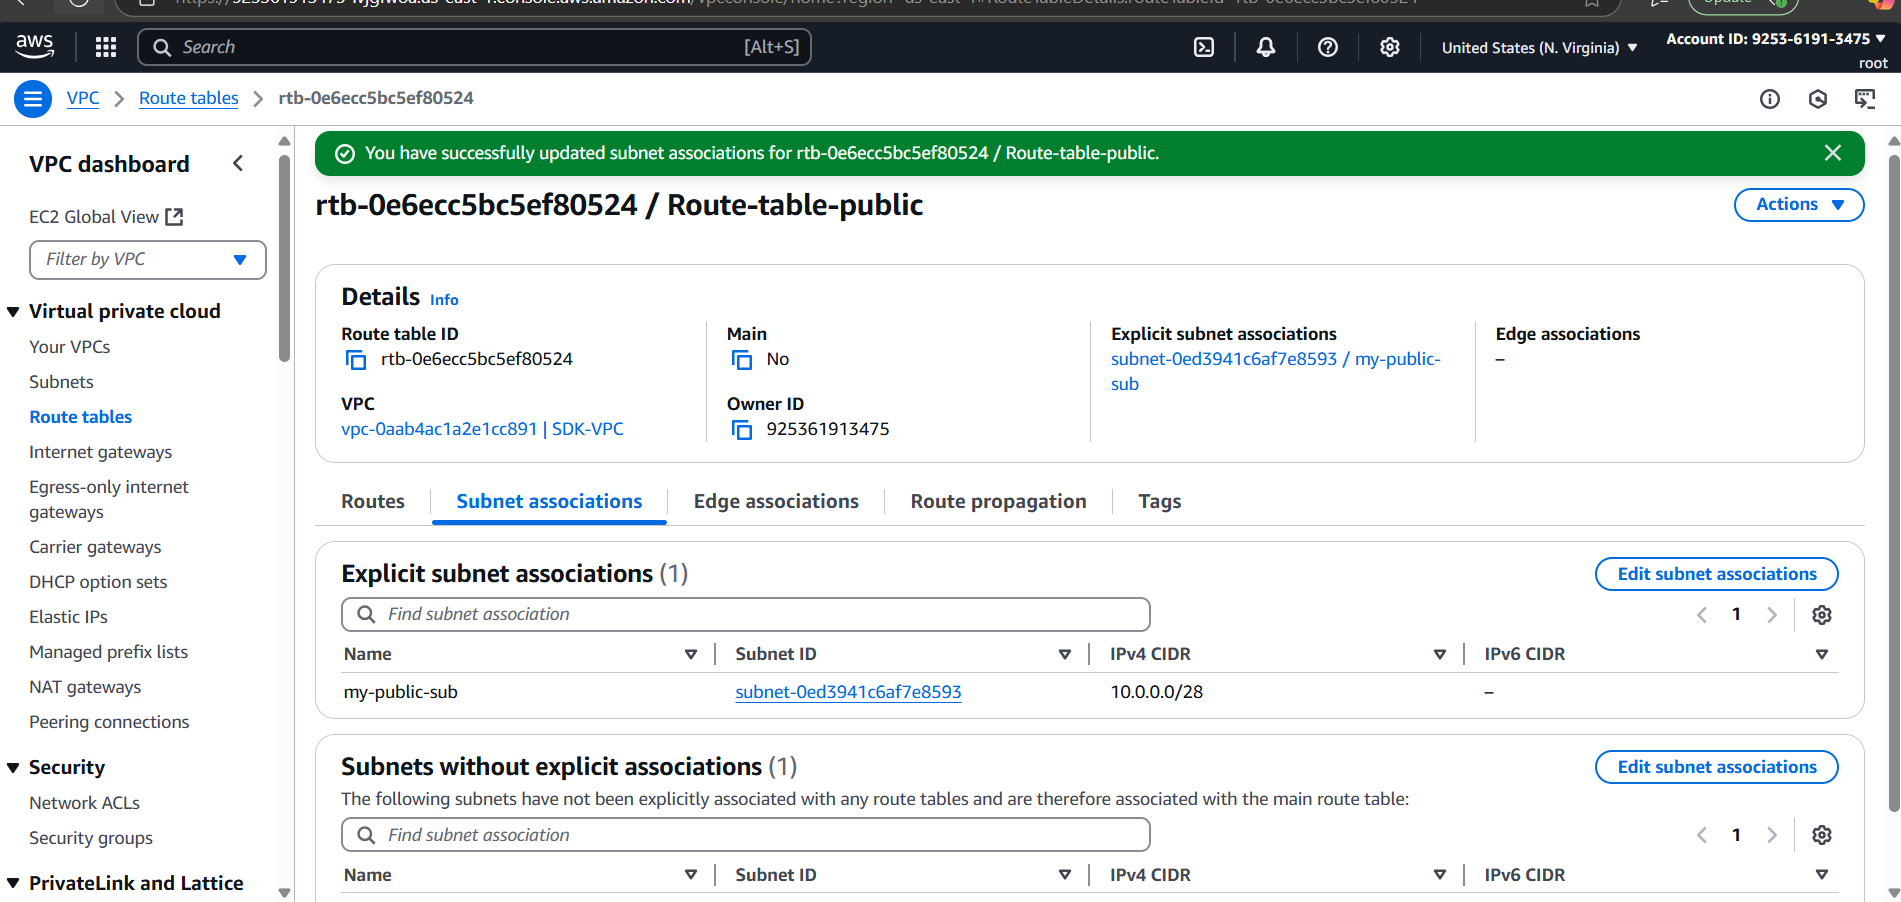 aws
Search
[Alt+S]
United States (N. Virginia)
Account ID: 9253-6191-3475
root
VPC
Route tables
rtb-0e6ecc5bc5ef80524
VPC dashboard
EC2 Global View
Filter by VPC
Virtual private cloud
Your VPCs
Subnets
Route tables
Internet gateways
Egress-only internet
gateways
Carrier gateways
DHCP option sets
Elastic IPs
Managed prefix lists
NAT gateways
Peering connections
Security
Network ACLs
Security groups
PrivateLink and Lattice
You have successfully updated subnet associations for rtb-0e6ecc5bc5ef80524 / Route-table-public.
rtb-0e6ecc5bc5ef80524 / Route-table-public
Actions
Details Info
Route table ID
rtb-0e6ecc5bc5ef80524
VPC
vpc-0aab4ac1a2e1cc891 | SDK-VPC
Main
No
Owner ID
925361913475
Explicit subnet associations
subnet-0ed3941c6af7e8593 / my-public-
sub
Edge associations
–
Routes
Subnet associations
Edge associations
Route propagation
Tags
Explicit subnet associations (1)
Edit subnet associations
Find subnet association
1
Name Subnet ID IPv4 CIDR IPv6 CIDR
my-public-sub subnet-0ed3941c6af7e8593 10.0.0.0/28 –
Subnets without explicit associations (1)
Edit subnet associations
The following subnets have not been explicitly associated with any route tables and are therefore associated with the main route table:
Find subnet association
1
Name Subnet ID IPv4 CIDR IPv6 CIDR